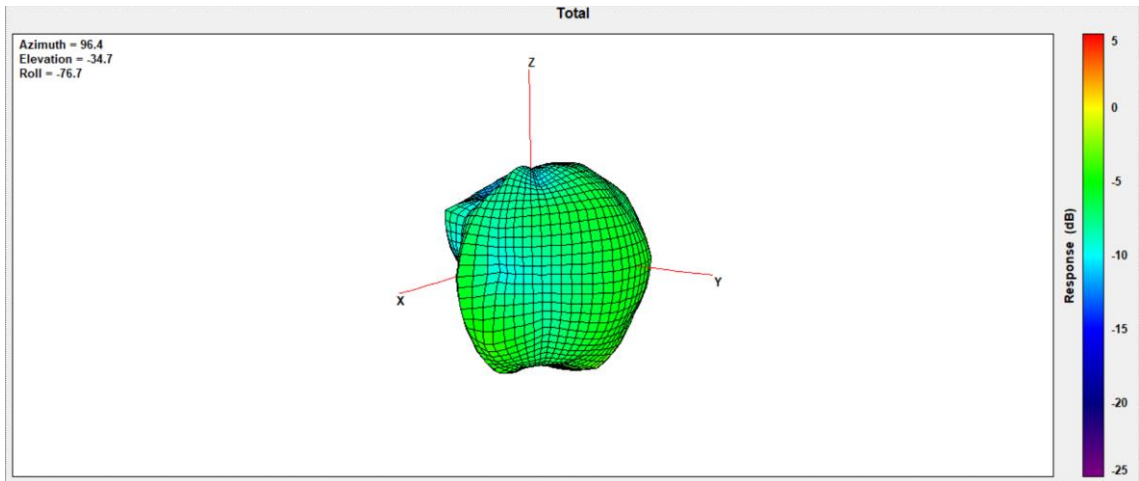 Total
Azimuth = 96.4
Elevation = -34.7
Roll = -76.7
Z
X
Y
5
0
-5
-10
-15
-20
-25
Response (dB)